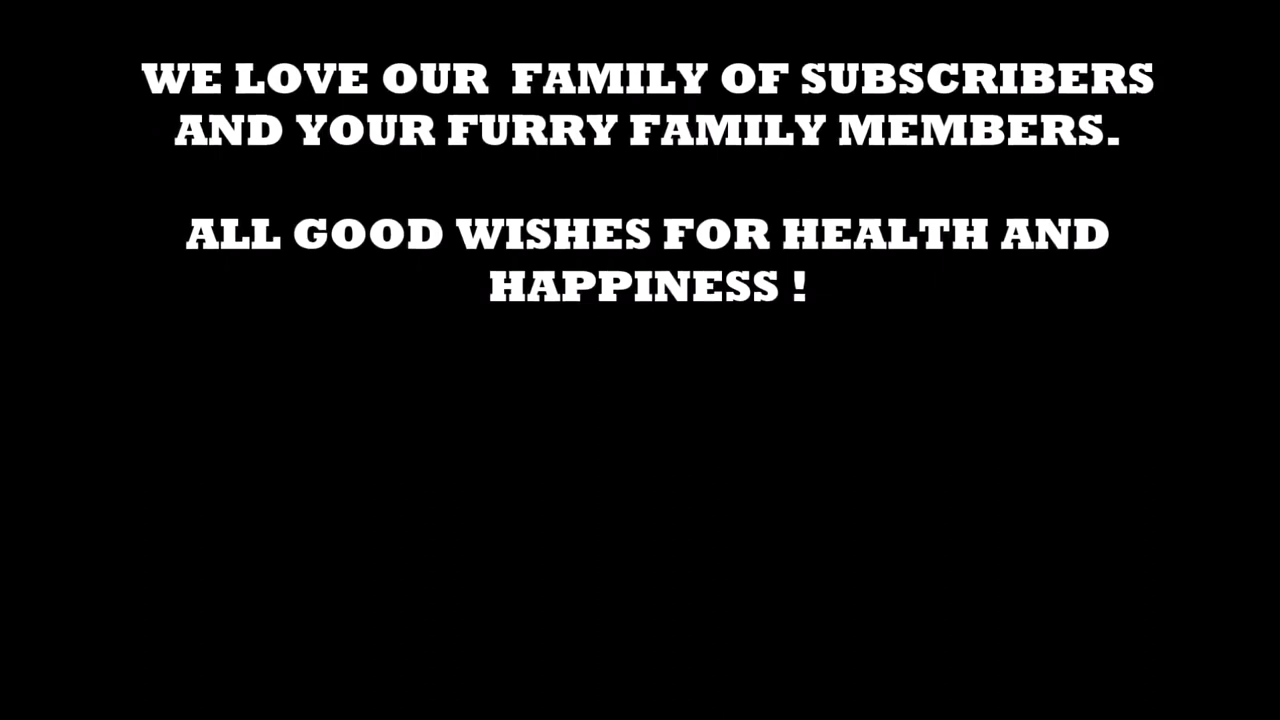 WE LOVE OUR  FAMILY OF SUBSCRIBERS
AND YOUR FURRY FAMILY MEMBERS.
ALL GOOD WISHES FOR HEALTH AND
HAPPINESS !